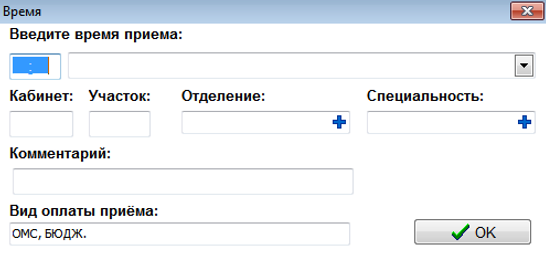 Время
Введите время приема:
:
Кабинет: Участок: Отделение: Специальность:
Комментарий:
Вид оплаты приёма:
ОМС, БЮДЖ.
OK